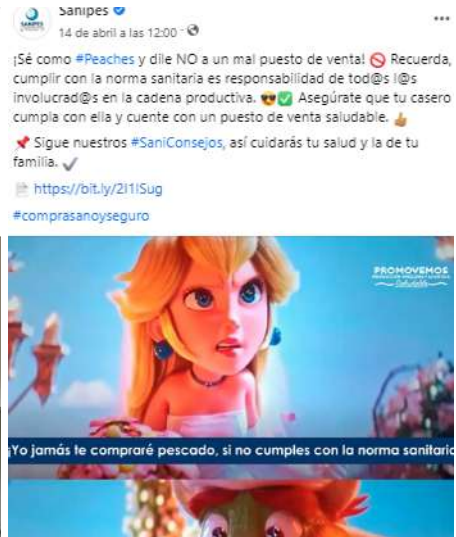 Sanipes
SANIPES
14 de abril a las 12:00 ·
¡Sé como #Peaches y dile NO a un mal puesto de venta! 🚫 Recuerda,
cumplir con la norma sanitaria es responsabilidad de tod@s l@s
involucrad@s en la cadena productiva. 😎✅ Asegúrate que tu casero
cumpla con ella y cuente con un puesto de venta saludable. 👍
📌 Sigue nuestros #SaniConsejos, así cuidarás tu salud y la de tu
familia. ✔
📄 https://bit.ly/2I1ISug
#comprasanoyseguro
PROMOVEMOS
Saludable
¡Yo jamás te compraré pescado, si no cumples con la norma sanitaria